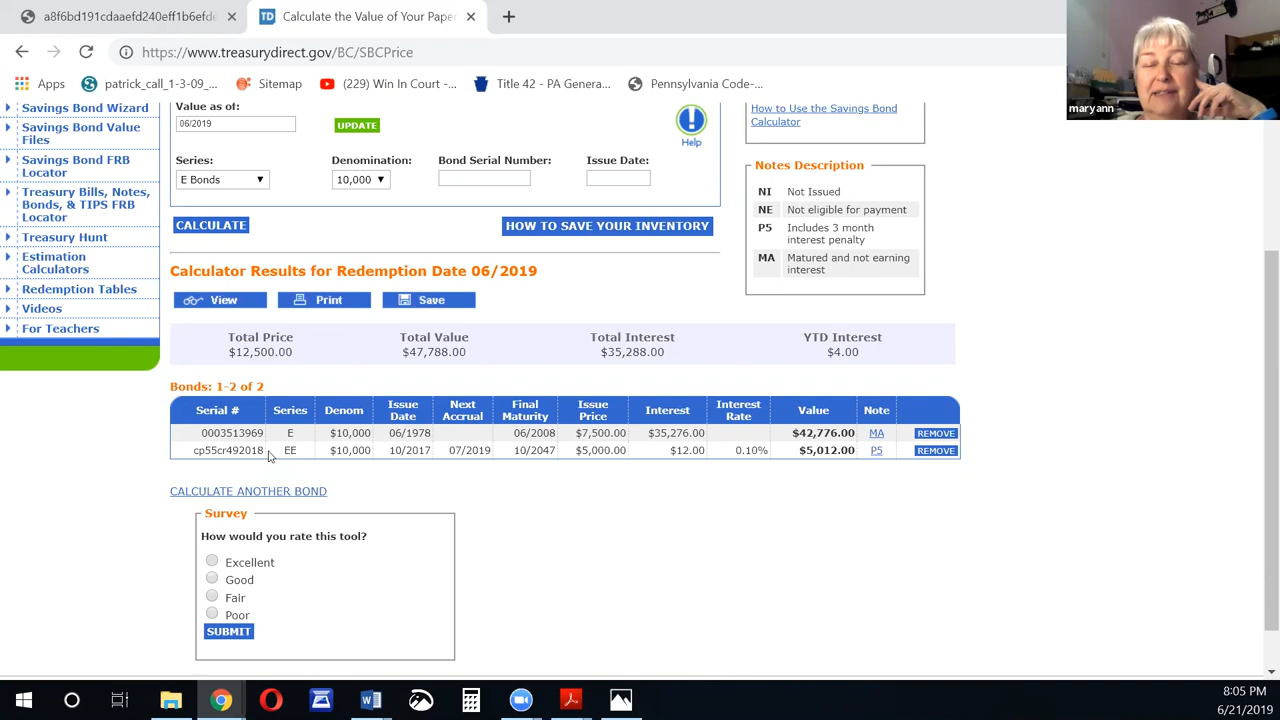 a8f6bd191cdaaefd240eff1b6efde
Calculate the Value of Your Paper
https://www.treasurydirect.gov/BC/SBCPrice
Apps
patrick_call_1-3-09_...
Sitemap
(229) Win In Court -...
Title 42 - PA Genera...
Pennsylvania Code-...
maryann
Savings Bond Wizard
Savings Bond Value
Files
Savings Bond FRB
Locator
Treasury Bills, Notes,
Bonds, & TIPS FRB
Locator
Treasury Hunt
Estimation
Calculators
Redemption Tables
Videos
For Teachers
Value as of:
06/2019
UPDATE
Help
Series:
Denomination:
Bond Serial Number:
Issue Date:
E Bonds
10,000
CALCULATE
HOW TO SAVE YOUR INVENTORY
How to Use the Savings Bond
Calculator
Notes Description
NI Not Issued
NE Not eligible for payment
P5 Includes 3 month
interest penalty
MA Matured and not earning
interest
Calculator Results for Redemption Date 06/2019
View
Print
Save
Total Price Total Value Total Interest YTD Interest
$12,500.00 $47,788.00 $35,288.00 $4.00
Bonds: 1-2 of 2
Serial # Series Denom Issue Date Next Accrual Final Maturity Issue Price Interest Interest Rate Value Note
0003513969 E $10,000 06/1978 06/2008 $7,500.00 $35,276.00 $42,776.00 MA REMOVE
cp55cr492018 EE $10,000 10/2017 07/2019 10/2047 $5,000.00 $12.00 0.10% $5,012.00 P5 REMOVE
CALCULATE ANOTHER BOND
Survey
How would you rate this tool?
Excellent
Good
Fair
Poor
SUBMIT
8:05 PM
6/21/2019